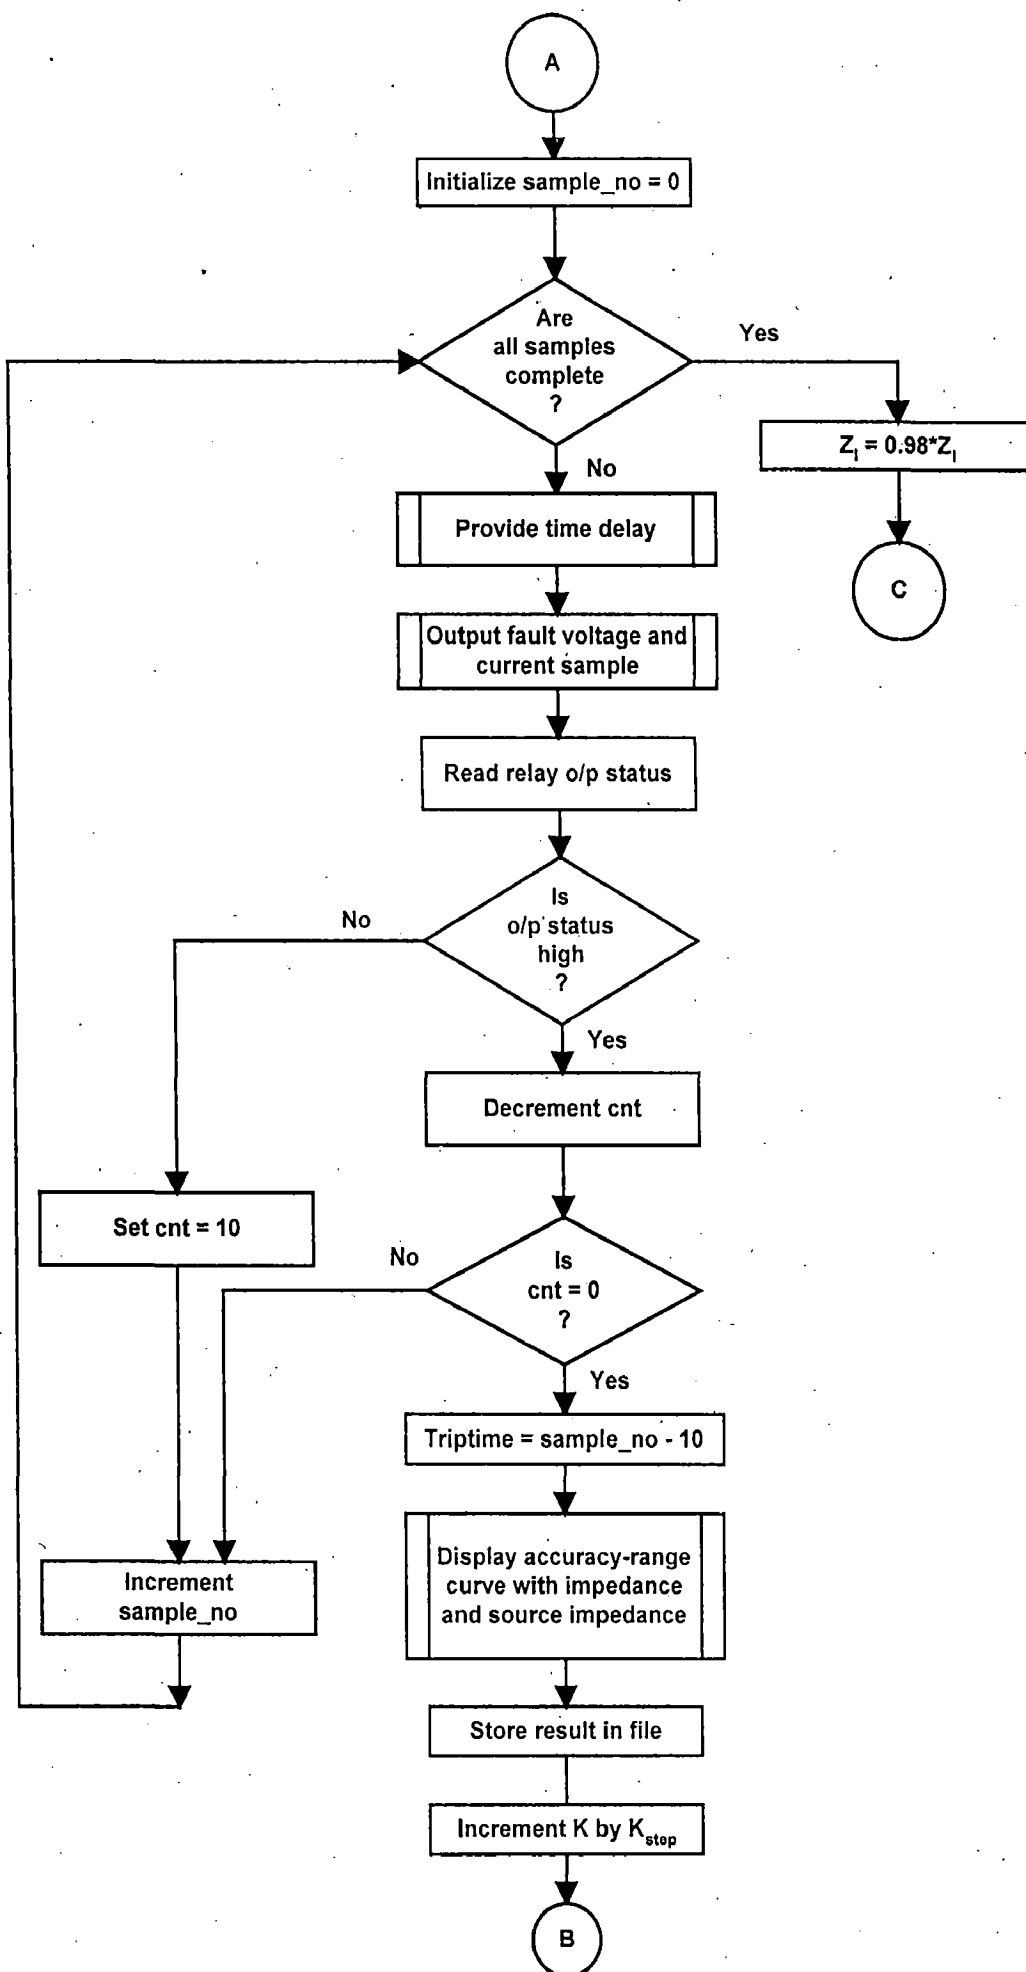 A
Initialize sample_no = 0
Are
all samples
complete
?
Yes
Z_l = 0.98*Z_l
C
No
Provide time delay
Output fault voltage and
current sample
Read relay o/p status
Is
o/p status
high
?
No
Yes
Decrement cnt
Set cnt = 10
Is
cnt = 0
?
No
Yes
Triptime = sample_no - 10
Increment
sample_no
Display accuracy-range
curve with impedance
and source impedance
Store result in file
Increment K by K_step
B